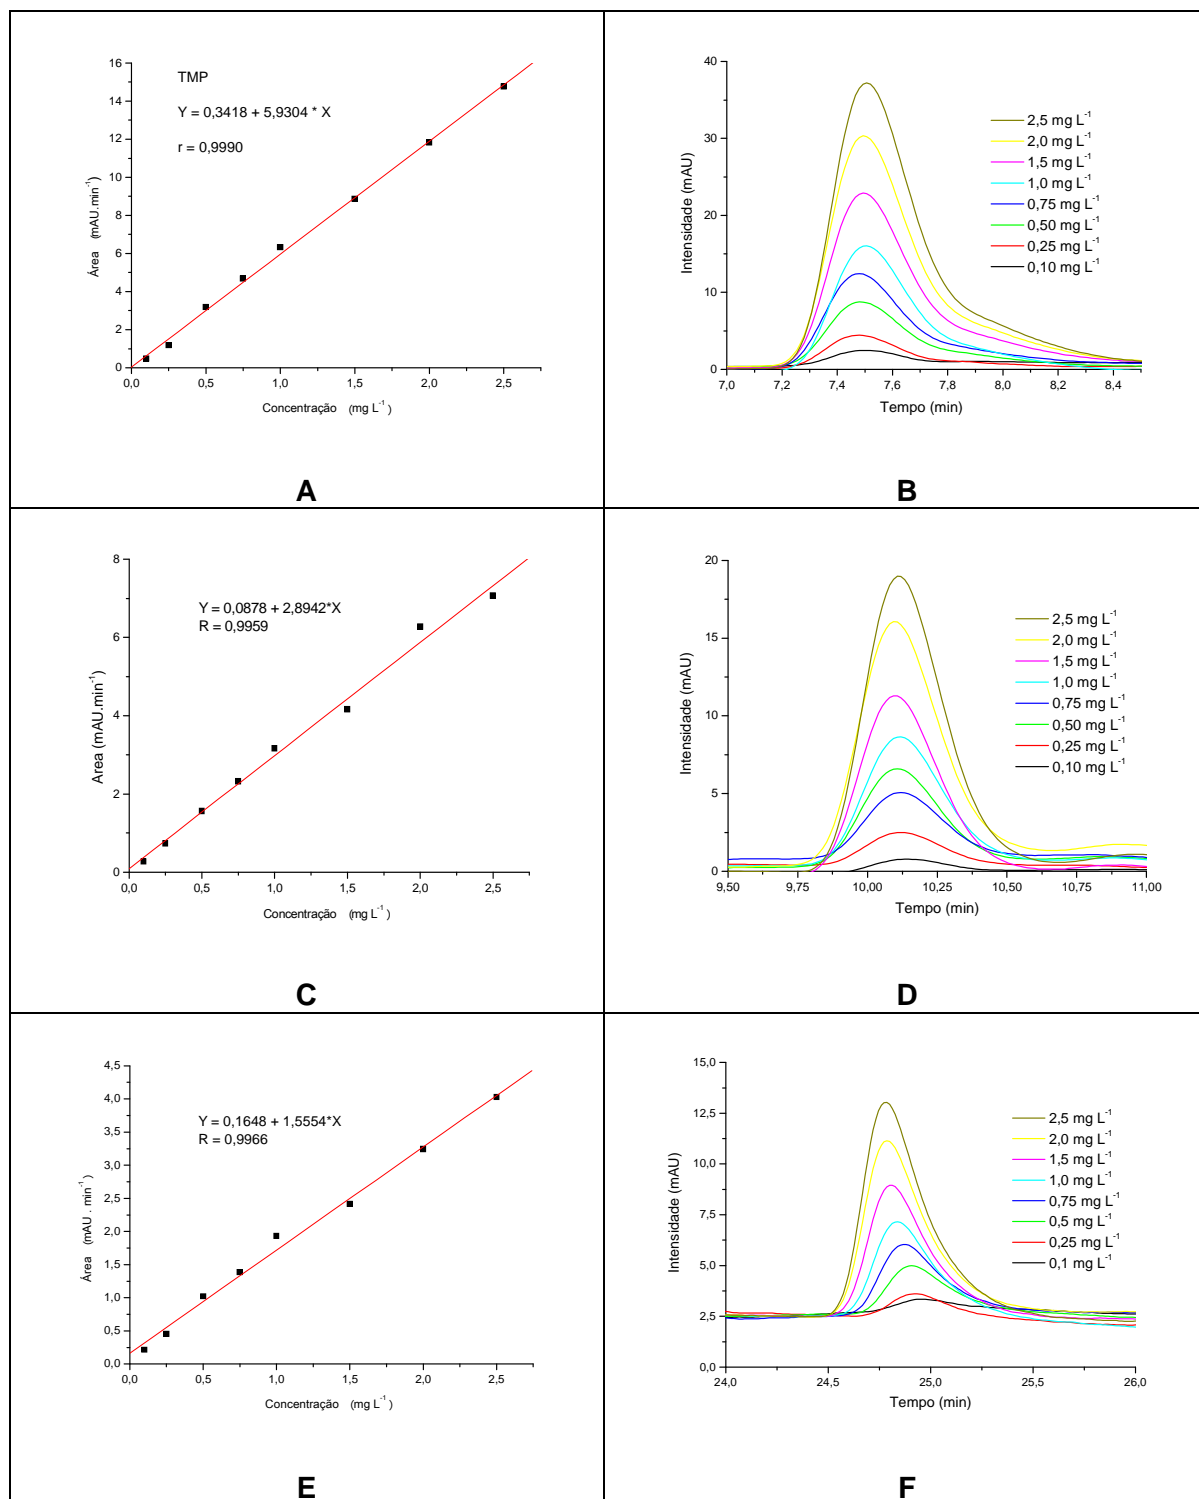 TMP
Y = 0,3418 + 5,9304 * X
r = 0,9990
16
14
12
10
8
6
4
2
0
0,0 0,5 1,0 1,5 2,0 2,5
Área (mAU.min⁻¹)
Concentração (mg L⁻¹)
A
40
30
20
10
0
7,0 7,2 7,4 7,6 7,8 8,0 8,2 8,4
Intensidade (mAU)
Tempo (min)
2,5 mg L⁻¹
2,0 mg L⁻¹
1,5 mg L⁻¹
1,0 mg L⁻¹
0,75 mg L⁻¹
0,50 mg L⁻¹
0,25 mg L⁻¹
0,10 mg L⁻¹
B
Y = 0,0878 + 2,8942*X
R = 0,9959
8
6
4
2
0
0,0 0,5 1,0 1,5 2,0 2,5
Area (mAU.min⁻¹)
Concentração (mg L⁻¹)
C
20
15
10
5
0
9,50 9,75 10,00 10,25 10,50 10,75 11,00
Intensidade (mAU)
Tempo (min)
2,5 mg L⁻¹
2,0 mg L⁻¹
1,5 mg L⁻¹
1,0 mg L⁻¹
0,75 mg L⁻¹
0,50 mg L⁻¹
0,25 mg L⁻¹
0,10 mg L⁻¹
D
Y = 0,1648 + 1,5554*X
R = 0,9966
4,5
4,0
3,5
3,0
2,5
2,0
1,5
1,0
0,5
0,0
0,0 0,5 1,0 1,5 2,0 2,5
Área (mAU . min⁻¹)
Concentração (mg L⁻¹)
E
15,0
12,5
10,0
7,5
5,0
2,5
0,0
24,0 24,5 25,0 25,5 26,0
Intensidade (mAU)
Tempo (min)
2,5 mg L⁻¹
2,0 mg L⁻¹
1,5 mg L⁻¹
1,0 mg L⁻¹
0,75 mg L⁻¹
0,5 mg L⁻¹
0,25 mg L⁻¹
0,1 mg L⁻¹
F